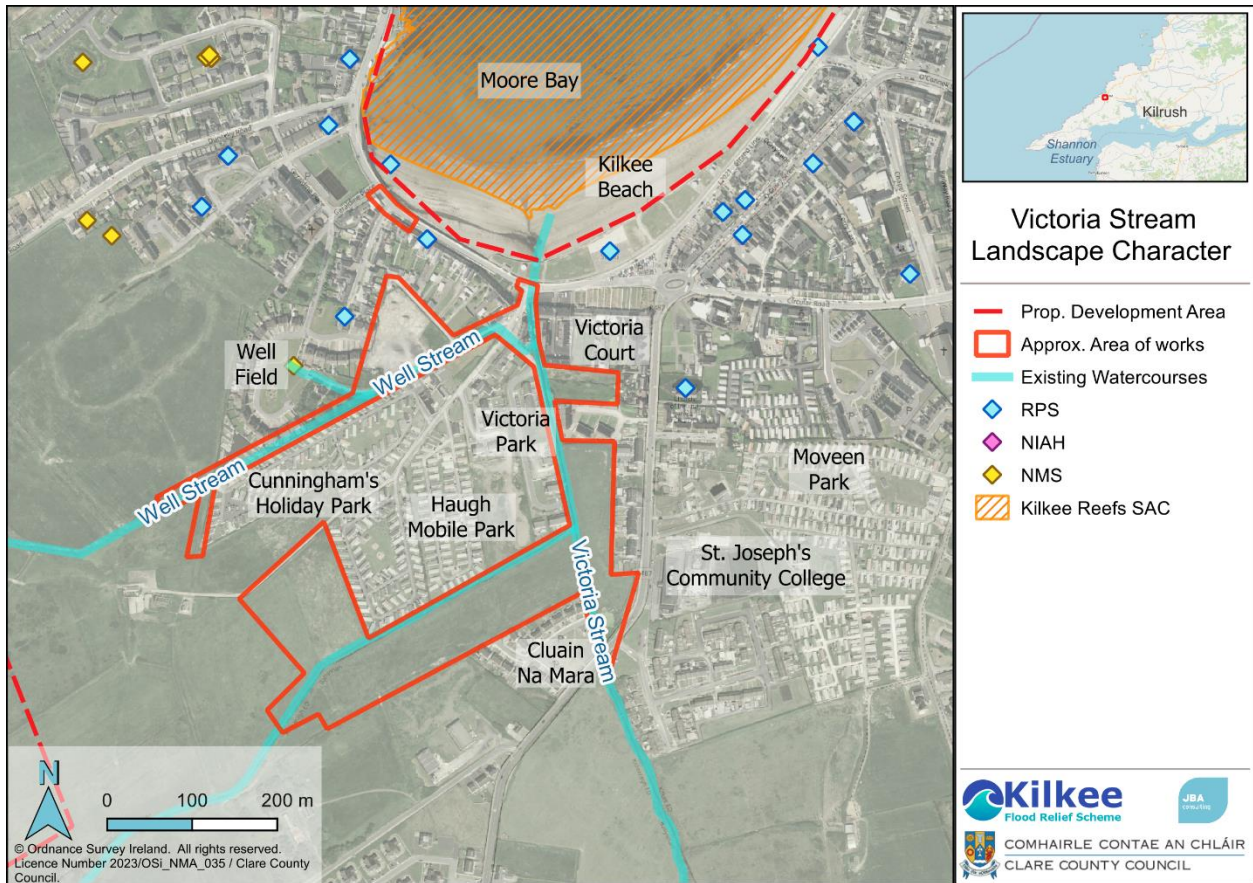 Moore Bay
Kilkee
Beach
Well
Field
Well Stream
Well Stream
Victoria
Court
Victoria
Park
Cunningham's
Holiday Park
Haugh
Mobile Park
Moveen
Park
St. Joseph's
Community College
Victoria Stream
Cluain
Na Mara
Circular Road
N
0 100 200 m
© Ordnance Survey Ireland. All rights reserved.
Licence Number 2023/OSi_NMA_035 / Clare County
Council.
Kilrush
Shannon
Estuary
Victoria Stream
Landscape Character
Prop. Development Area
Approx. Area of works
Existing Watercourses
RPS
NIAH
NMS
Kilkee Reefs SAC
Kilkee
Flood Relief Scheme
JBA
consulting
COMHAIRLE CONTAE AN CHLÁIR
CLARE COUNTY COUNCIL